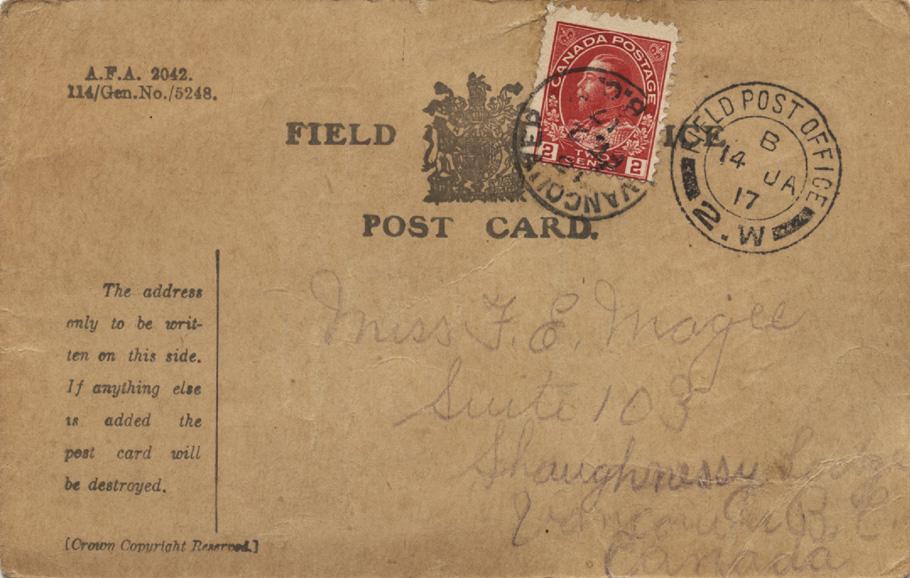 A.F.A. 2042.
114/Gen.No./5248.
FIELD ICE
POST CARD.
CANADA POSTAGE
2 TWO CENTS 2
VANCOUVER B.C.
FIELD POST OFFICE
B
14 JA
17
2.W
The address
only to be writ-
ten on this side.
If anything else
is added the
post card will
be destroyed.
[Crown Copyright Reserved.]
Miss F. E. Magee
Suite 103
Shaughnessy
Vancouver B.C.
Canada